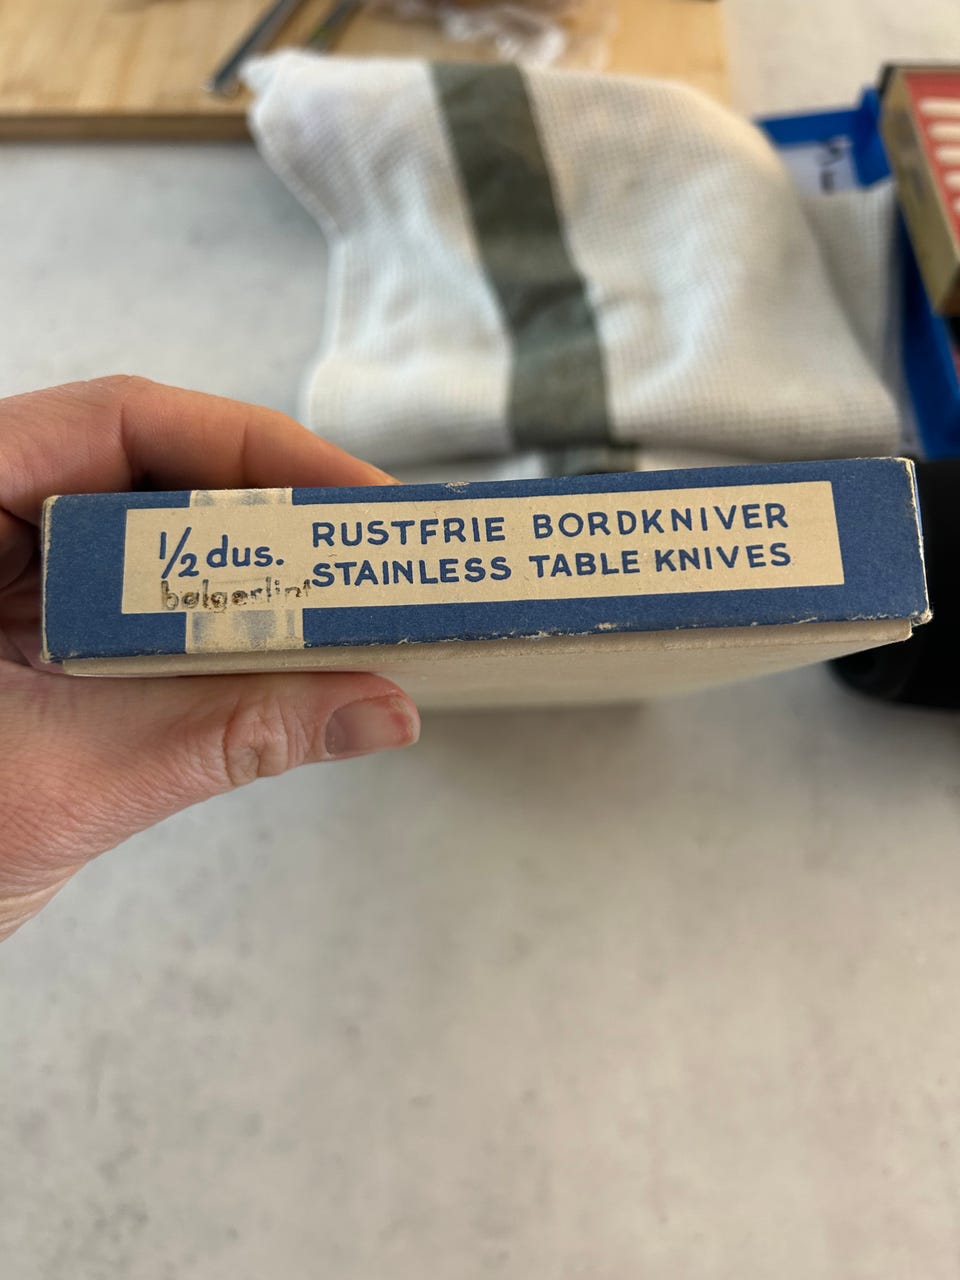 1/2 dus. RUSTFRIE BORDKNIVER
STAINLESS TABLE KNIVES
bølgerlint